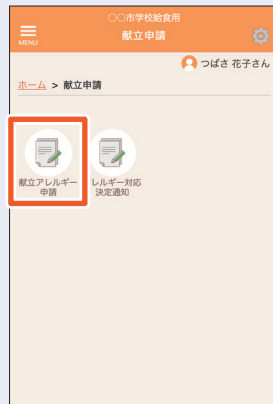 〇〇市学校給食用
MENU
献立申請
つばさ 花子さん
ホーム > 献立申請
献立アレルギー
申請
レルギー対応
決定通知